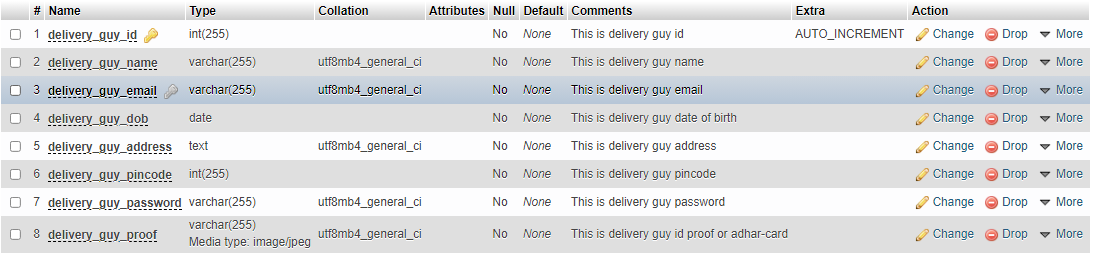 # Name Type Collation Attributes Null Default Comments Extra Action
1 delivery_guy_id int(255) No None This is delivery guy id AUTO_INCREMENT Change Drop More
2 delivery_guy_name varchar(255) utf8mb4_general_ci No None This is delivery guy name Change Drop More
3 delivery_guy_email varchar(255) utf8mb4_general_ci No None This is delivery guy email Change Drop More
4 delivery_guy_dob date No None This is delivery guy date of birth Change Drop More
5 delivery_guy_address text utf8mb4_general_ci No None This is delivery guy address Change Drop More
6 delivery_guy_pincode int(255) No None This is delivery guy pincode Change Drop More
7 delivery_guy_password varchar(255) utf8mb4_general_ci No None This is delivery guy password Change Drop More
8 delivery_guy_proof varchar(255) utf8mb4_general_ci No None This is delivery guy id proof or adhar-card Change Drop More
Media type: image/jpeg